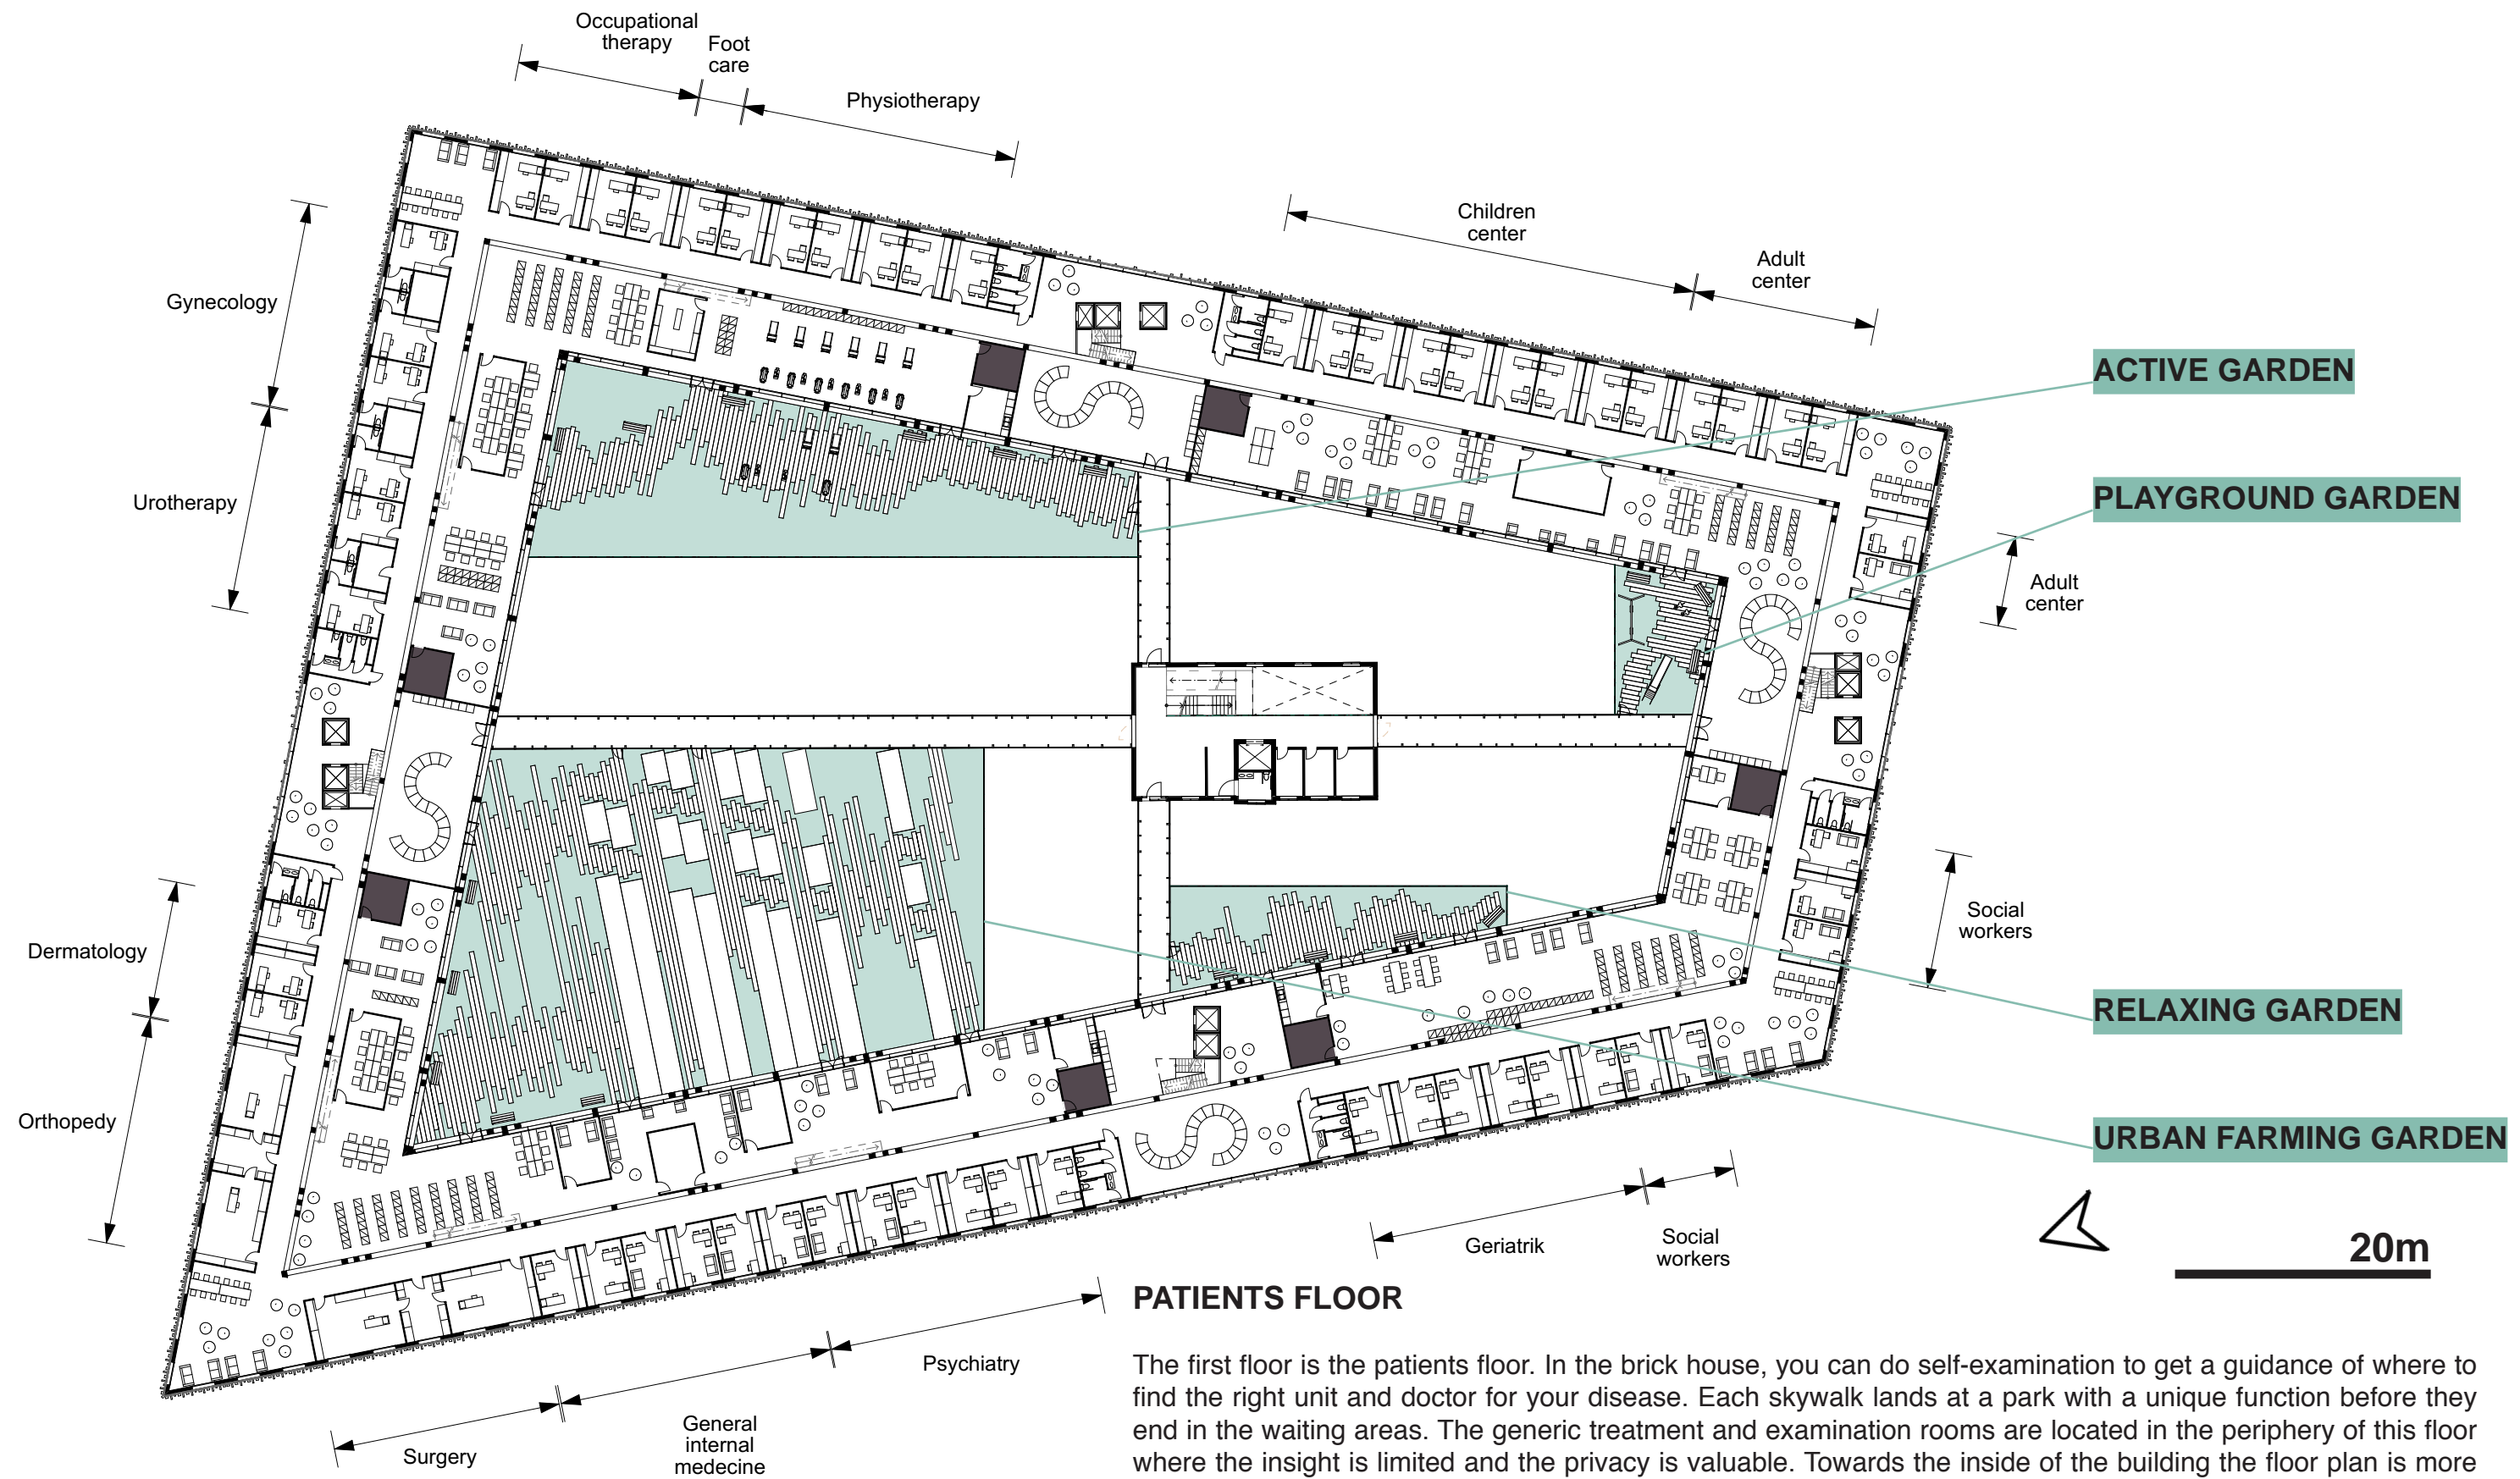 Occupational
therapy
Foot
care
Physiotherapy
Children
center
Adult
center
Gynecology
Urotherapy
ACTIVE GARDEN
PLAYGROUND GARDEN
Adult
center
Dermatology
Orthopedy
Social
workers
RELAXING GARDEN
URBAN FARMING GARDEN
Geriatrik
Social
workers
20m
Surgery
General
internal
medecine
Psychiatry
PATIENTS FLOOR
The first floor is the patients floor. In the brick house, you can do self-examination to get a guidance of where to
find the right unit and doctor for your disease. Each skywalk lands at a park with a unique function before they
end in the waiting areas. The generic treatment and examination rooms are located in the periphery of this floor
where the insight is limited and the privacy is valuable. Towards the inside of the building the floor plan is more